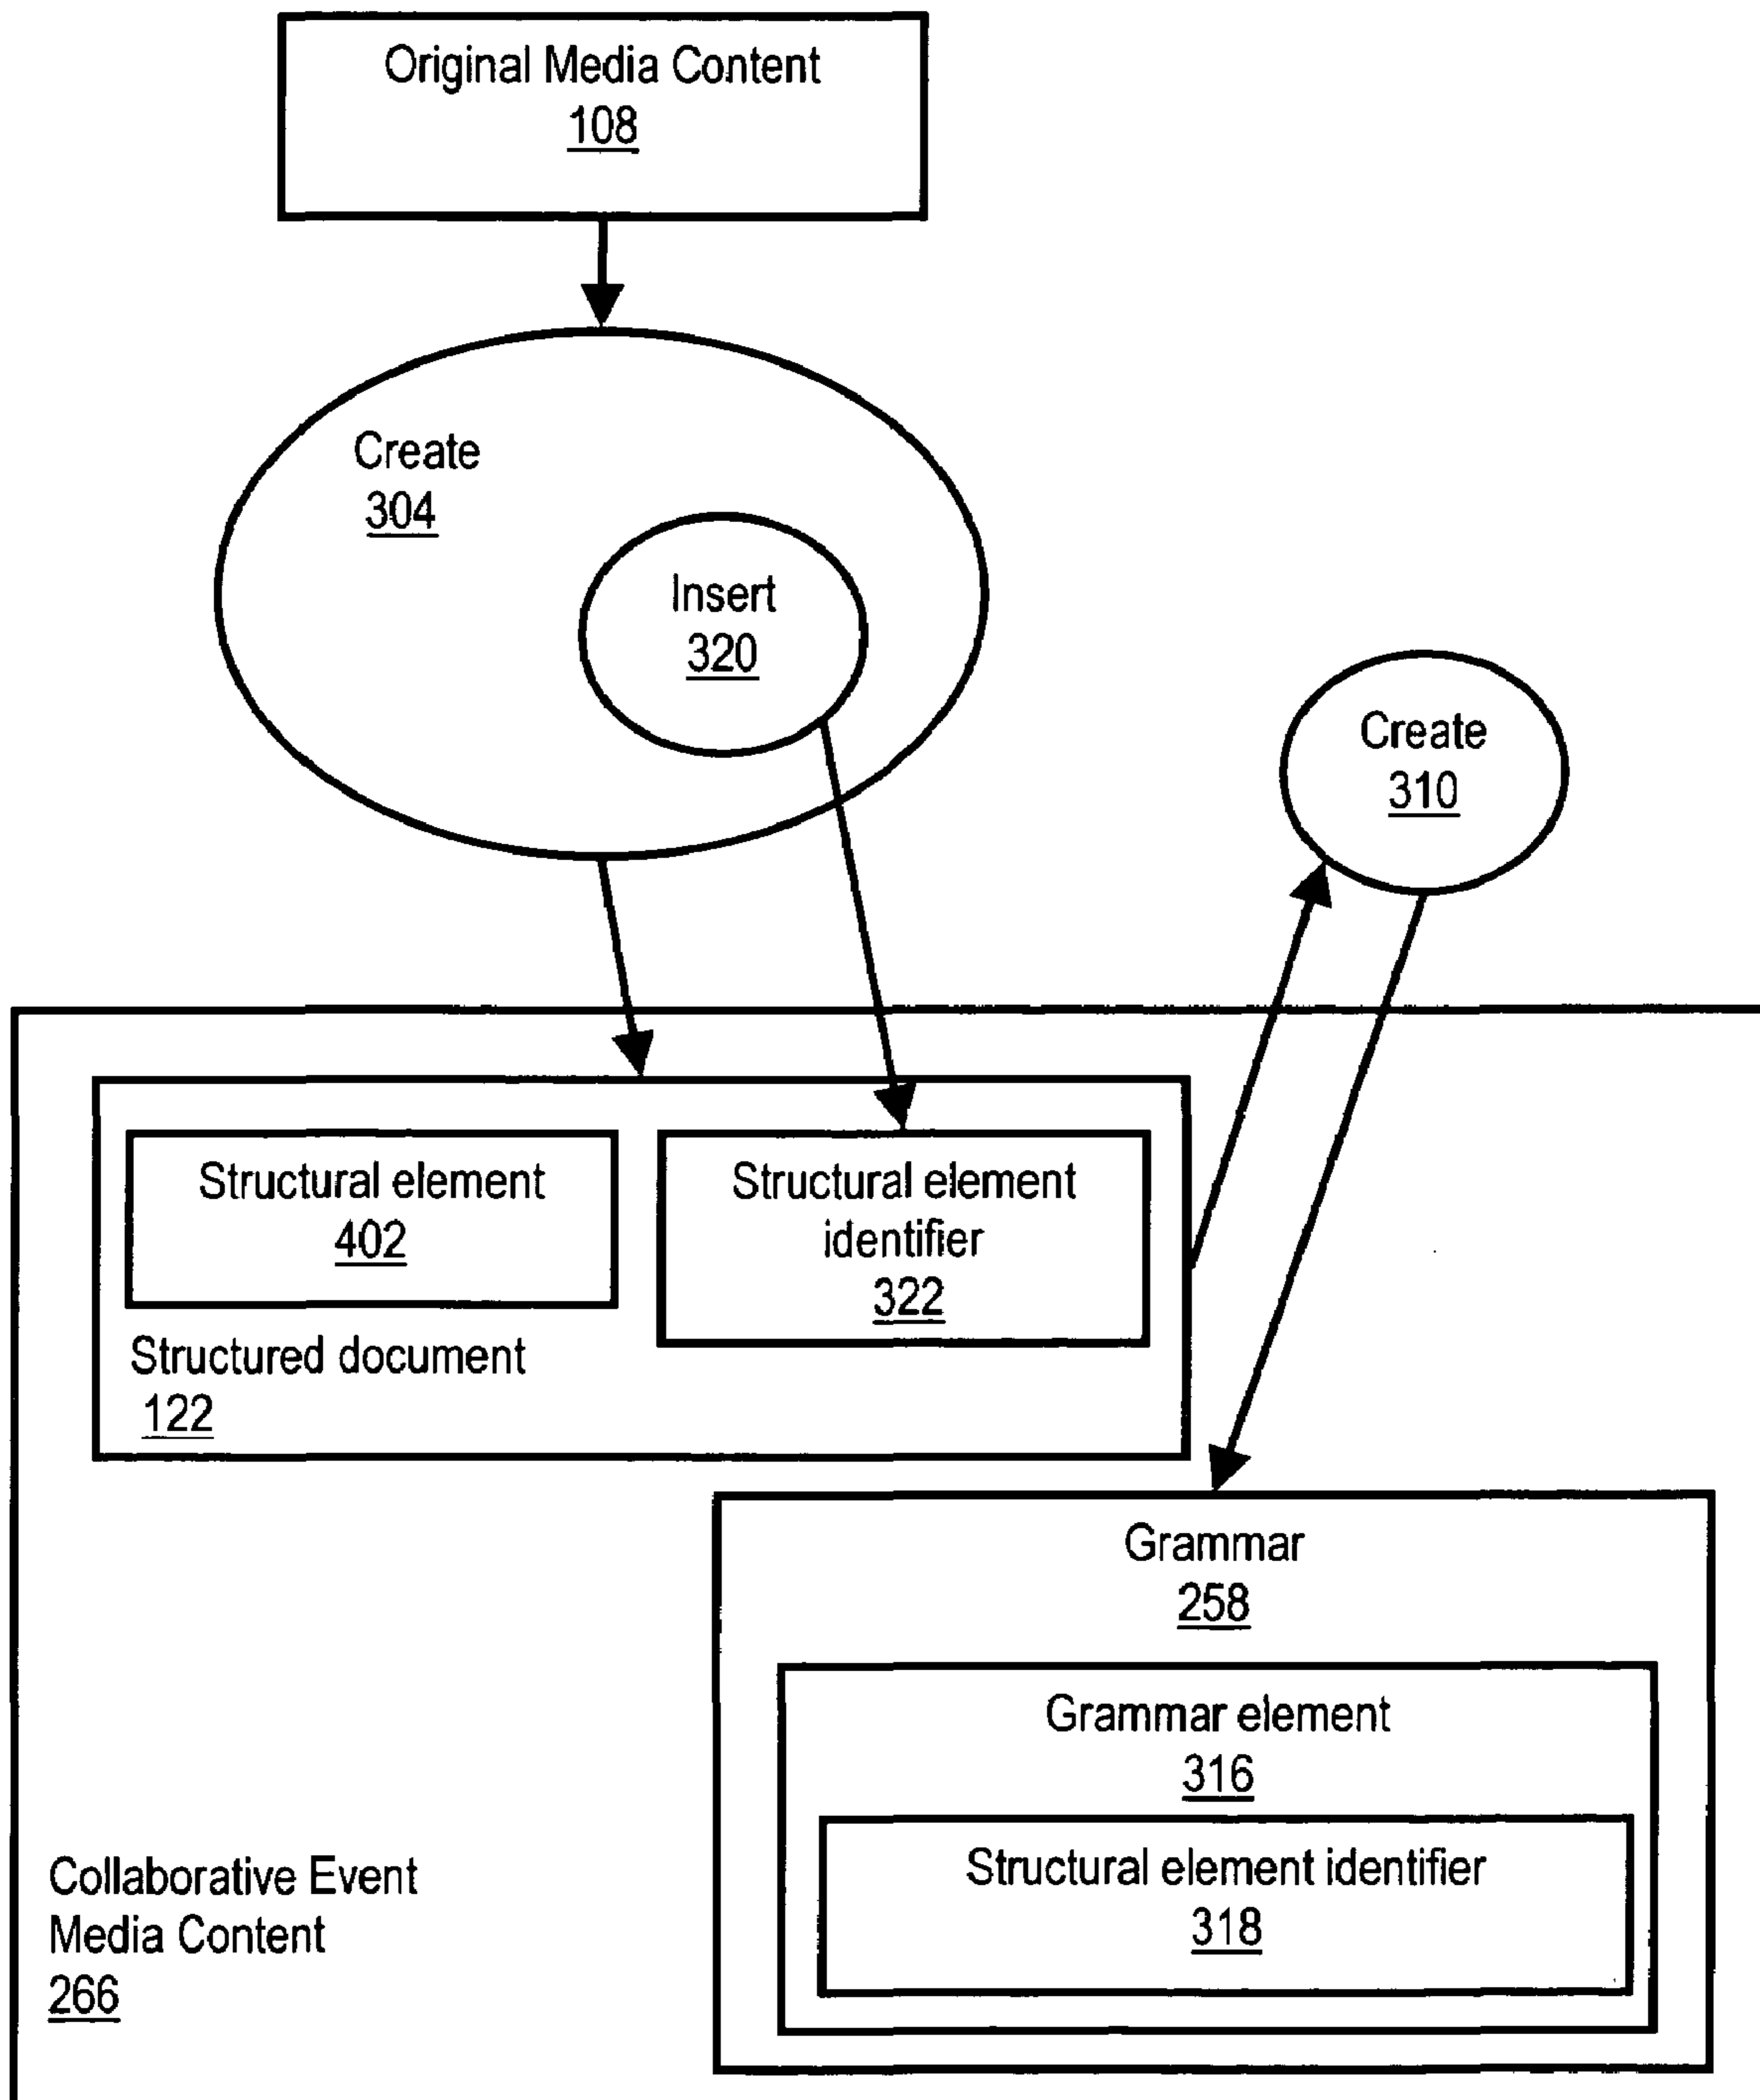 Original Media Content
108
Create
304
Insert
320
Create
310
Structural element
402
Structural element
identifier
322
Structured document
122
Grammar
258
Grammar element
316
Structural element identifier
318
Collaborative Event
Media Content
266